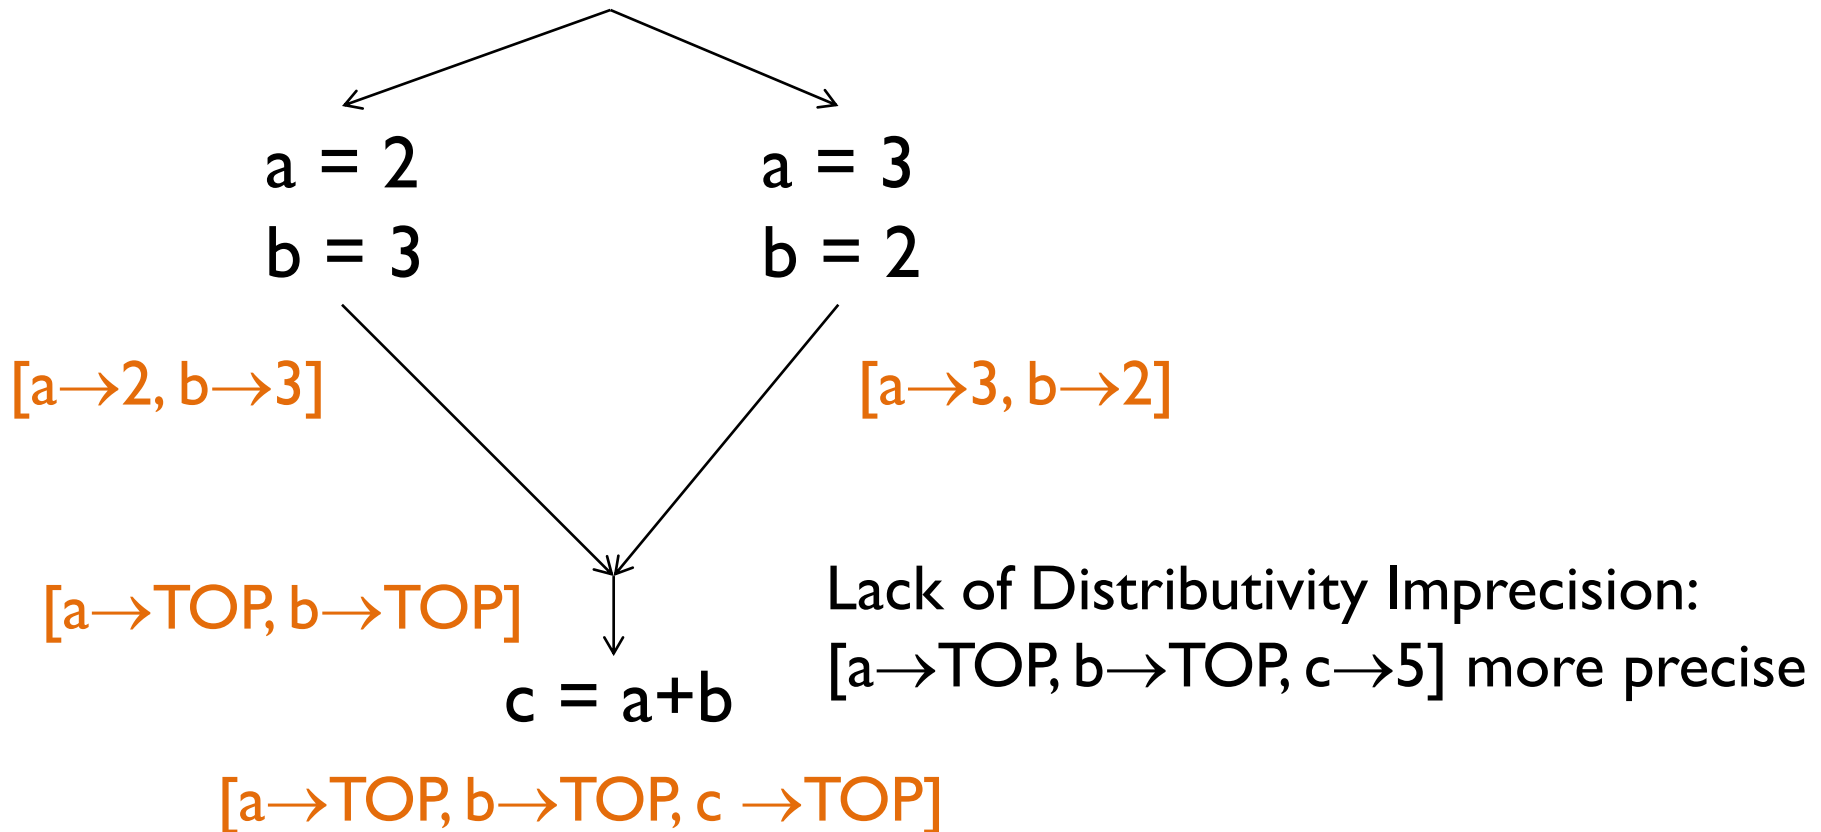 a = 2
b = 3
a = 3
b = 2
[a→2, b→3]
[a→3, b→2]
[a→TOP, b→TOP]
Lack of Distributivity Imprecision:
[a→TOP, b→TOP, c→5] more precise
c = a+b
[a→TOP, b→TOP, c →TOP]